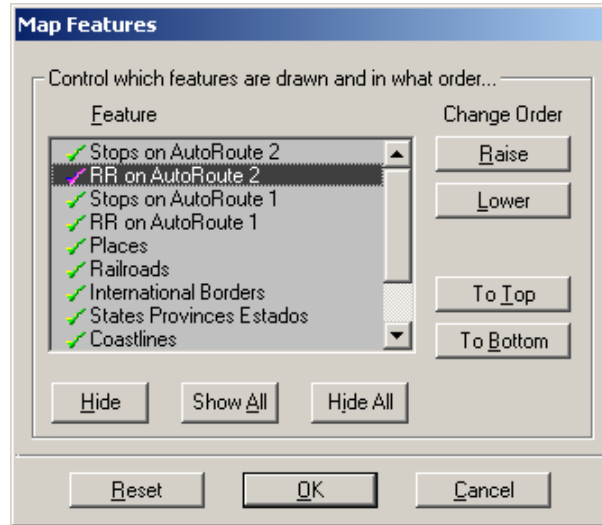 Map Features
Control which features are drawn and in what order...
Feature
Change Order
Stops on AutoRoute 2
RR on AutoRoute 2
Stops on AutoRoute 1
RR on AutoRoute 1
Places
Railroads
International Borders
States Provinces Estados
Coastlines
Raise
Lower
To Top
To Bottom
Hide
Show All
Hide All
Reset
OK
Cancel